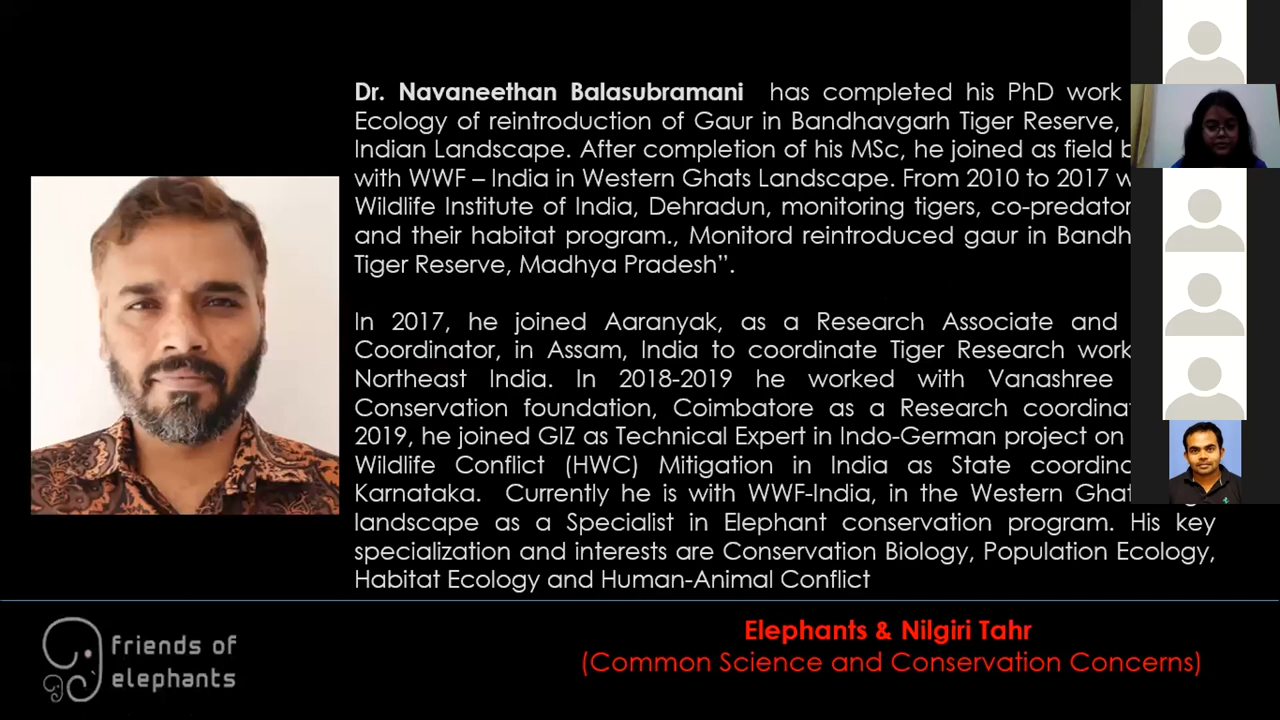 Dr. Navaneethan Balasubramani has completed his PhD work
Ecology of reintroduction of Gaur in Bandhavgarh Tiger Reserve,
Indian Landscape. After completion of his MSc, he joined as field
with WWF – India in Western Ghats Landscape. From 2010 to 2017
Wildlife Institute of India, Dehradun, monitoring tigers,
and their habitat program., Monitord reintroduced gaur in
Tiger Reserve, Madhya Pradesh”.
In 2017, he joined Aaranyak, as a Research Associate and
Coordinator, in Assam, India to coordinate Tiger Research work
Northeast India. In 2018-2019 he worked with Vanashree
Conservation foundation, Coimbatore as a Research
2019, he joined GIZ as Technical Expert in Indo-German project on
Wildlife Conflict (HWC) Mitigation in India as State
Karnataka. Currently he is with WWF-India, in the Western
landscape as a Specialist in Elephant conservation program. His key
specialization and interests are Conservation Biology, Population Ecology,
Habitat Ecology and Human-Animal Conflict
friends of
elephants
Elephants & Nilgiri Tahr
(Common Science and Conservation Concerns)